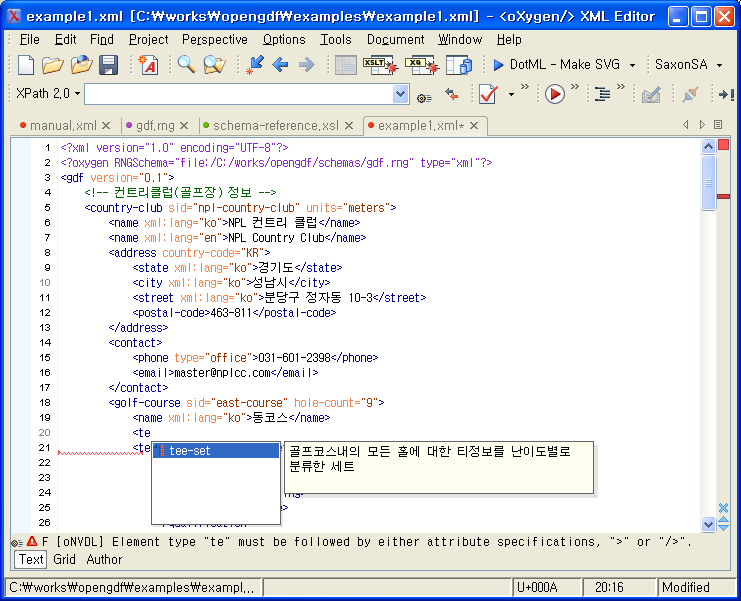 example1.xml [C:₩works₩opengdf₩examples₩example1.xml] - <oXygen/> XML Editor
File Edit Find Project Perspective Options Tools Document Window Help
XSLT XQ DotML - Make SVG SaxonSA
XPath 2.0
manual.xml gdf.rng schema-reference.xsl example1.xml*
1 <?xml version="1.0" encoding="UTF-8"?>
2 <?oxygen RNGSchema="file:/C:/works/opengdf/schemas/gdf.rng" type="xml"?>
3 <gdf version="0.1">
4 <!-- 컨트리클럽(골프장) 정보 -->
5 <country-club sid="npl-country-club" units="meters">
6 <name xml:lang="ko">NPL 컨트리 클럽</name>
7 <name xml:lang="en">NPL Country Club</name>
8 <address country-code="KR">
9 <state xml:lang="ko">경기도</state>
10 <city xml:lang="ko">성남시</city>
11 <street xml:lang="ko">분당구 정자동 10-3</street>
12 <postal-code>463-811</postal-code>
13 </address>
14 <contact>
15 <phone type="office">031-601-2398</phone>
16 <email>master@nplcc.com</email>
17 </contact>
18 <golf-course sid="east-course" hole-count="9">
19 <name xml:lang="ko">동코스</name>
20 <te
21 <te
tee-set
골프코스내의 모든 홀에 대한 티정보를 난이도별로
분류한 세트
22
23
24
25
26
F [oNVDL] Element type "te" must be followed by either attribute specifications, ">" or "/>".
Text Grid Author
C:₩works₩opengdf₩examples₩exampl... U+000A 20:16 Modified